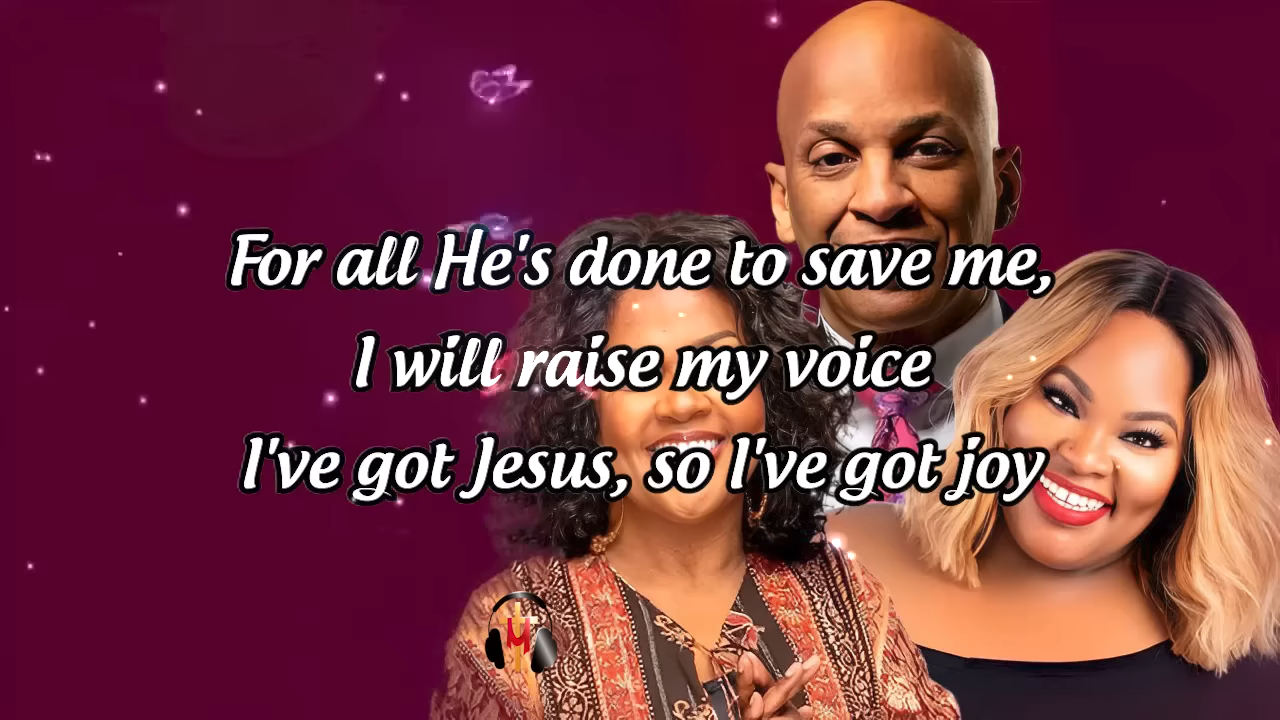 For all He's done to save me,
I will raise my voice
I've got Jesus, so I've got joy